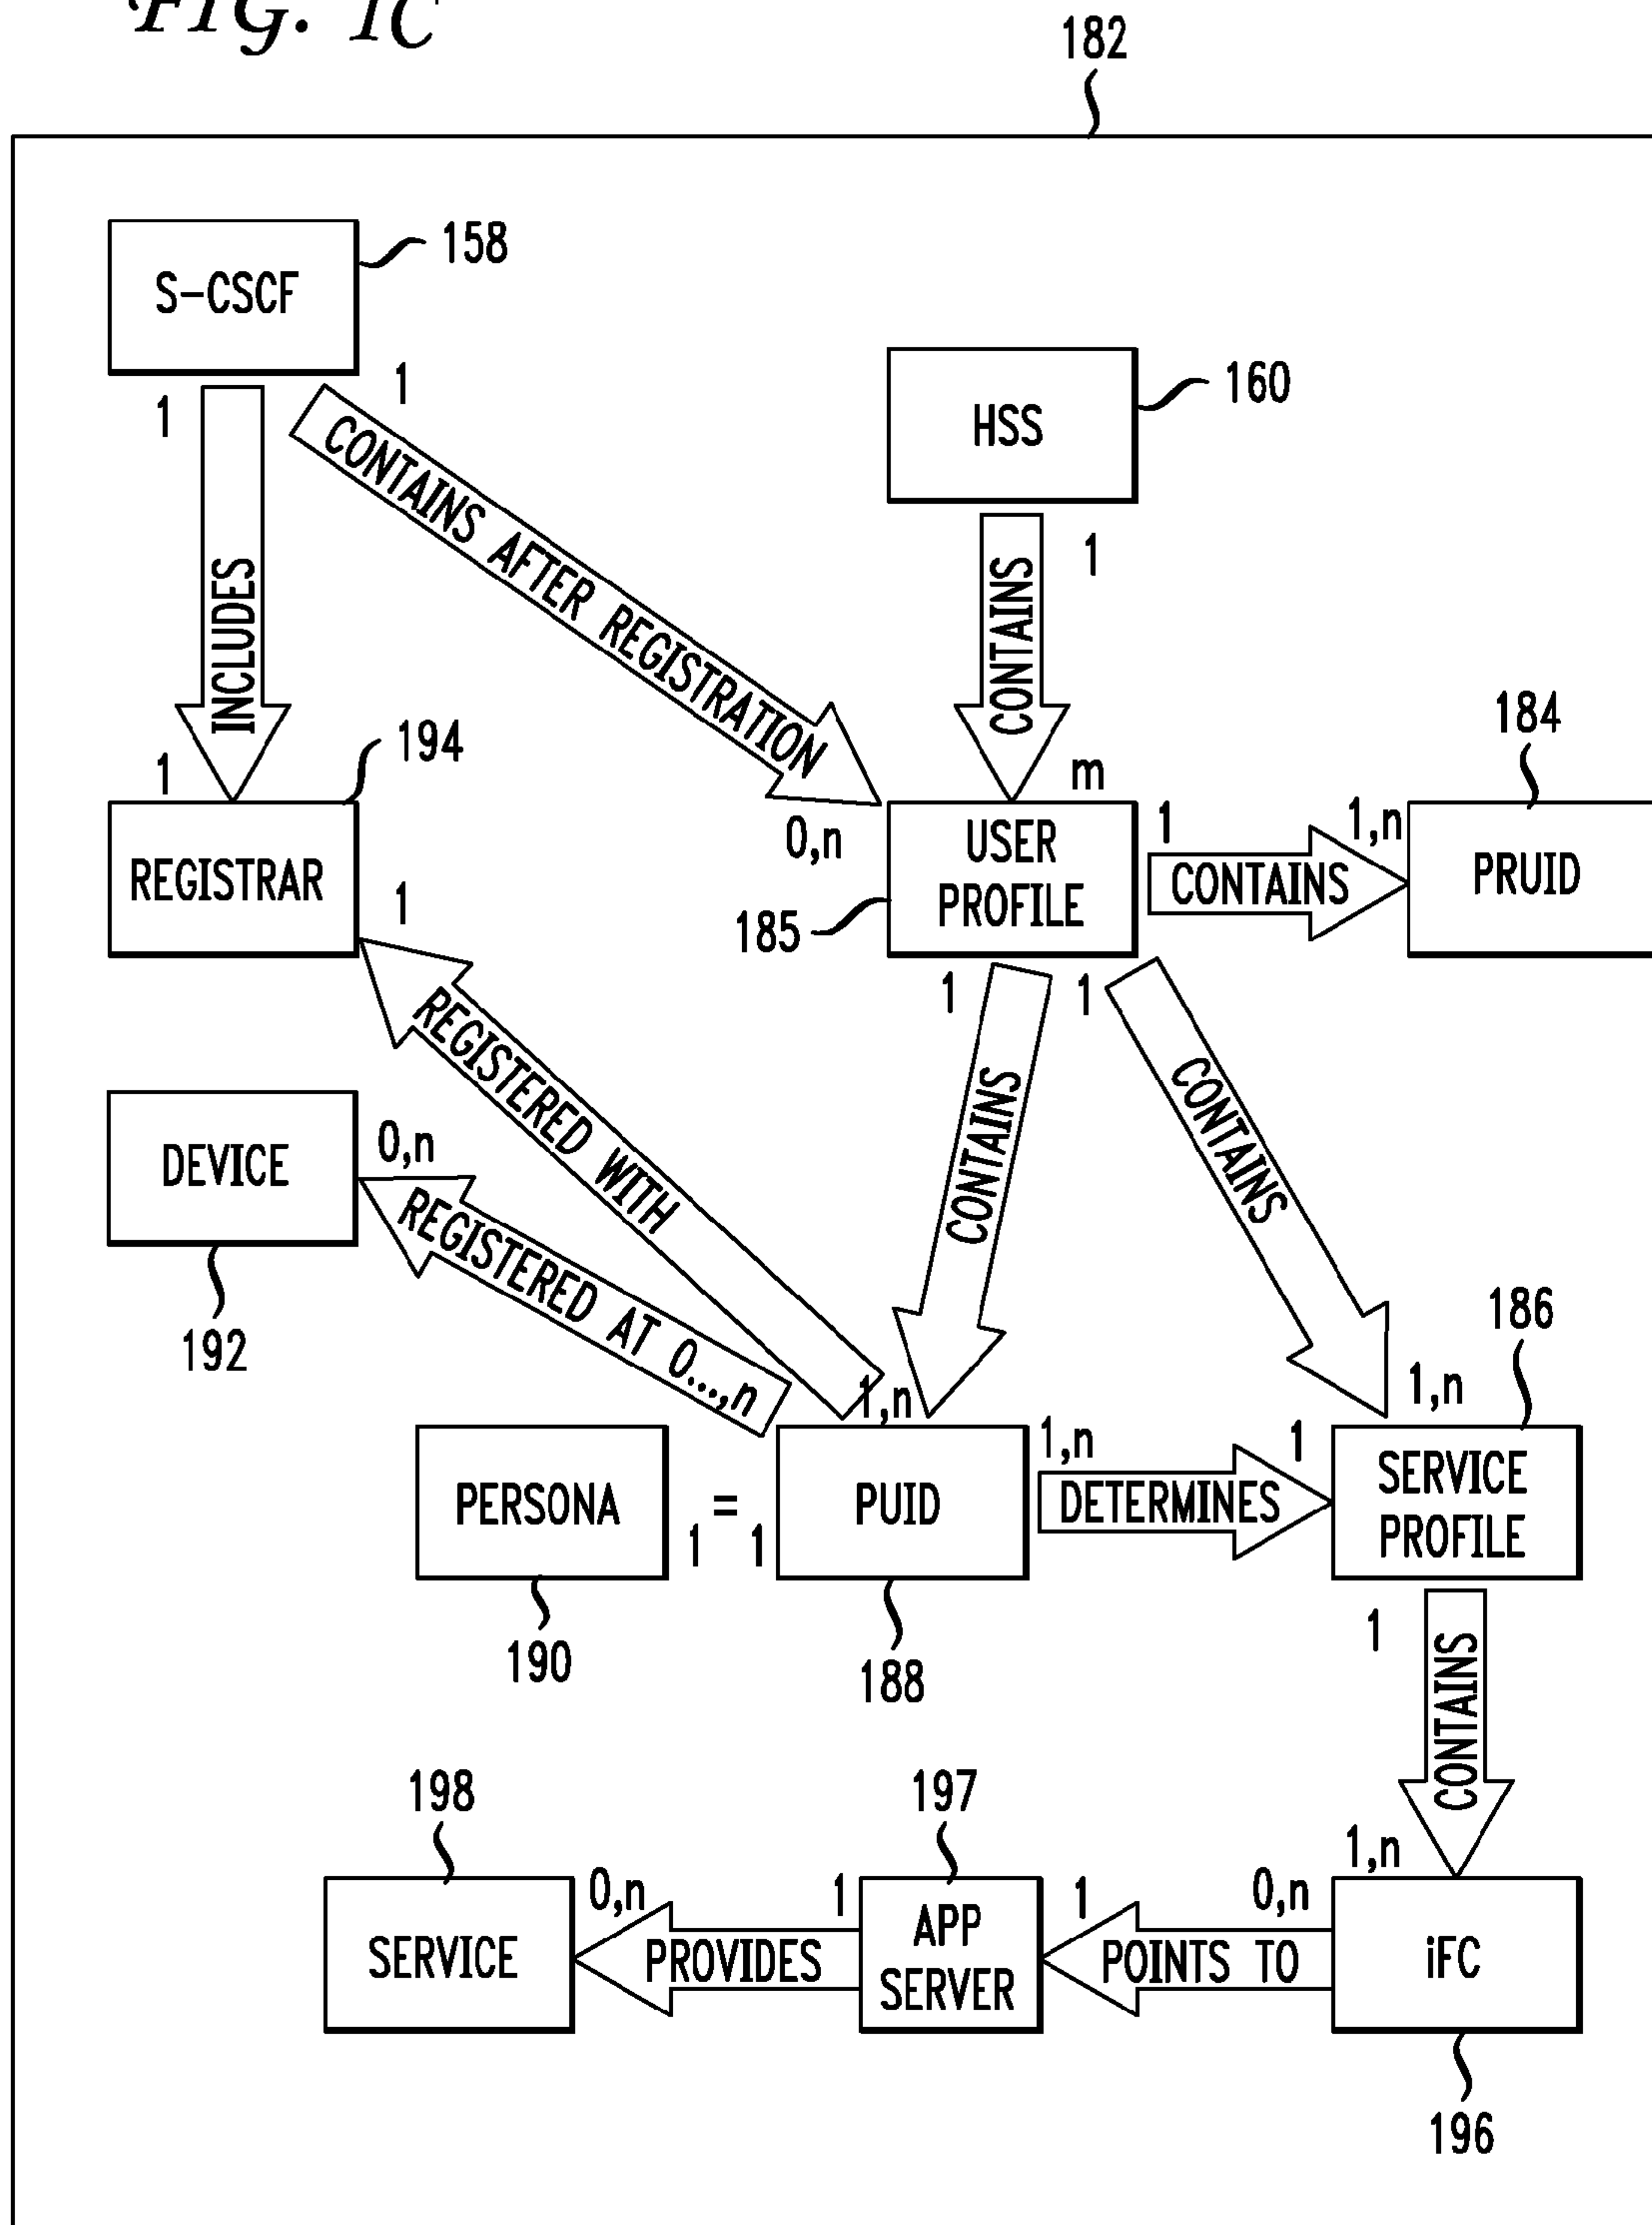 FIG. 1C
182
S-CSCF
158
1
1
HSS
160
INCLUDES
CONTAINS AFTER REGISTRATION
1
CONTAINS
1
194
0,n
m
184
REGISTRAR
1
USER
PROFILE
185
1
CONTAINS
1,n
PRUID
1
1
REGISTERED WITH
CONTAINS
CONTAINS
DEVICE
0,n
192
REGISTERED AT 0...,n
186
1,n
1,n
PERSONA
1
=
1
PUID
1,n
DETERMINES
1
SERVICE
PROFILE
190
188
1
CONTAINS
198
197
1,n
SERVICE
0,n
PROVIDES
1
APP
SERVER
1
POINTS TO
0,n
iFC
196